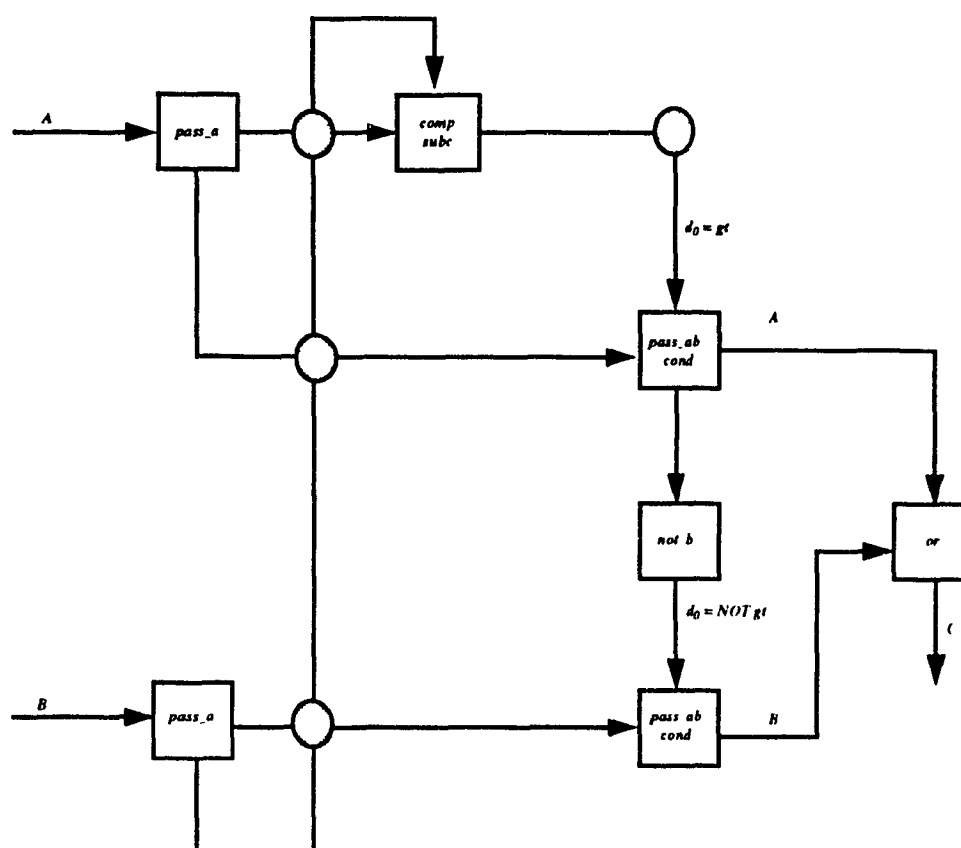 A
pass_a
comp
subc
d0 = gt
A
pass_ab
cond
not b
or
d0 = NOT gt
B
pass_a
pass ab
cond
B